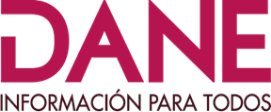 DANE
INFORMACIÓN PARA TODOS